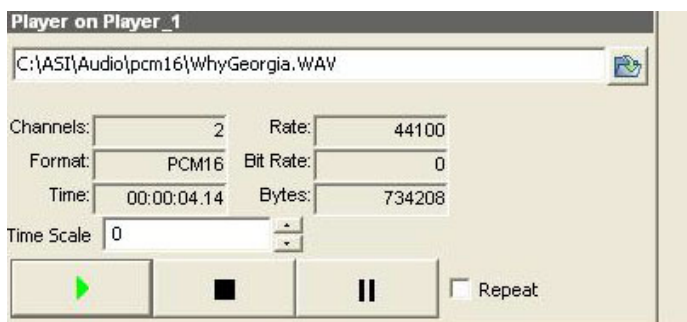 Player on Player_1
C:\ASI\Audio\pcm16\WhyGeorgia.WAV
Channels: 2 Rate: 44100
Format: PCM16 Bit Rate: 0
Time: 00:00:04.14 Bytes: 734208
Time Scale 0
Repeat